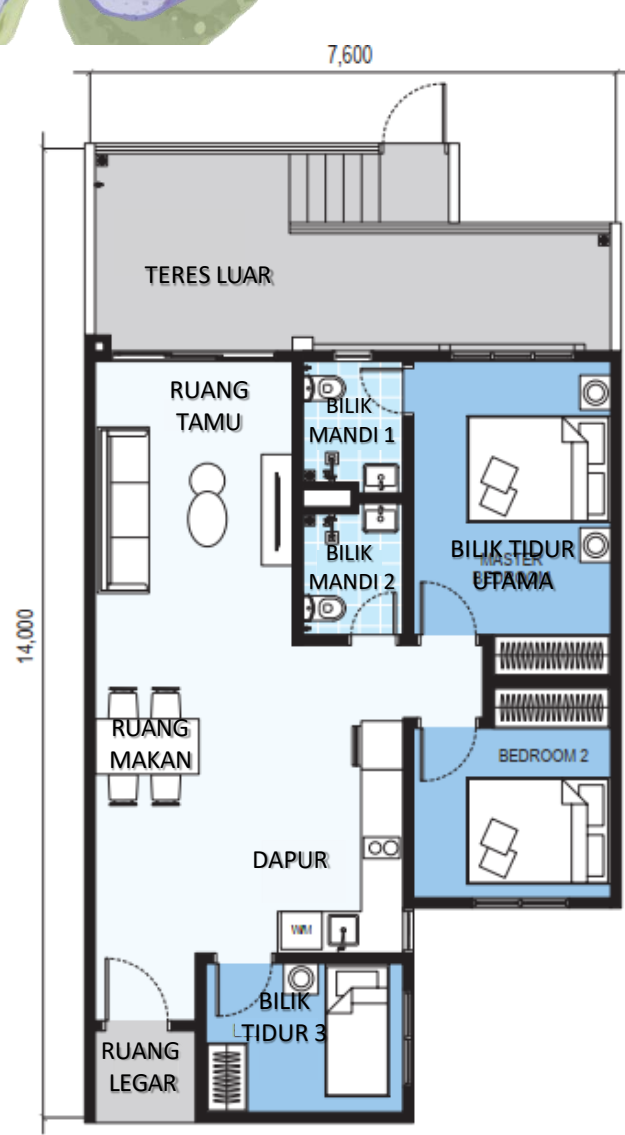 7,600
TERES LUAR
RUANG
TAMU
BILIK
MANDI 1
BILIK
MANDI 2
BILIK TIDUR
UTAMA
MASTER
14,000
RUANG
MAKAN
BEDROOM 2
DAPUR
WM
BILIK
TIDUR 3
RUANG
LEGAR